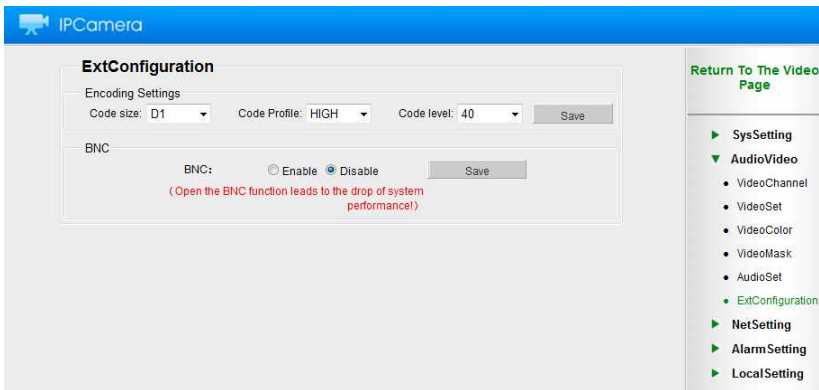 IPCamera
ExtConfiguration
Encoding Settings
Code size: D1 Code Profile: HIGH Code level: 40 Save
BNC
BNC: Enable Disable Save
(Open the BNC function leads to the drop of system
performance!)
Return To The Video
Page
SysSetting
AudioVideo
VideoChannel
VideoSet
VideoColor
VideoMask
AudioSet
ExtConfiguration
NetSetting
AlarmSetting
LocalSetting